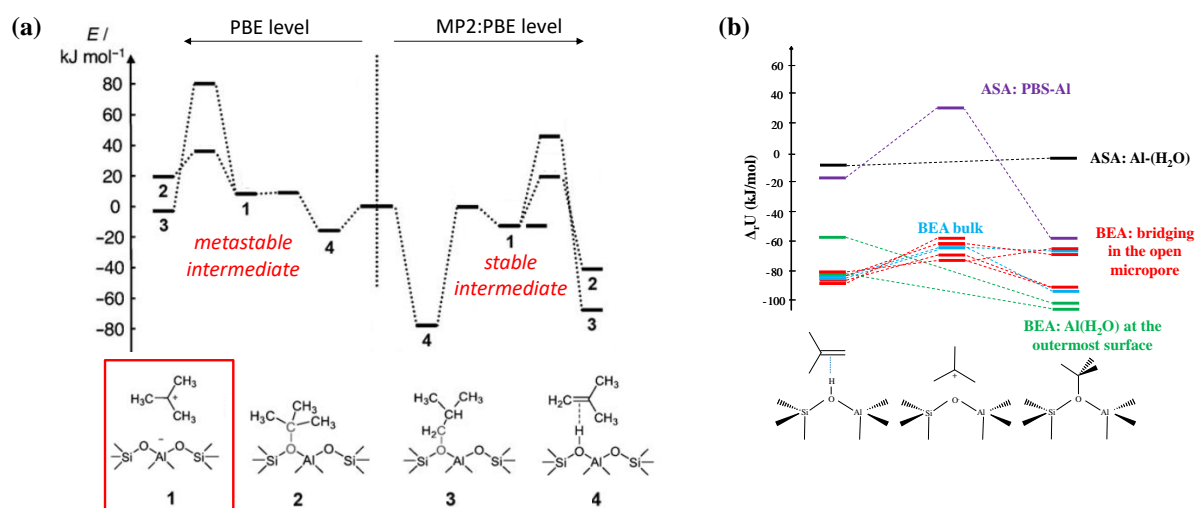 (a)
E /
kJ mol⁻¹
PBE level
MP2:PBE level
80
60
40
20
0
−20
−40
−60
−80
2
3
1
4
metastable
intermediate
1
stable
intermediate
4
2
3
CH₃
H₃C
+
CH₃
−
Si O Al O Si
1
H₃C CH₃
C CH₃
Si O Al O Si
2
CH₃
H₃C CH
H₂C
Si O Al O Si
3
H₂C CH₃
CH₃
H
Si O Al O Si
4
(b)
ΔᵣU (kJ/mol)
60
40
20
0
-20
-40
-60
-80
-100
ASA: PBS-Al
ASA: Al-(H₂O)
BEA bulk
BEA: bridging
in the open
micropore
BEA: Al(H₂O) at the
outermost surface
H
Si O Al
+
Si O Al
Si O Al